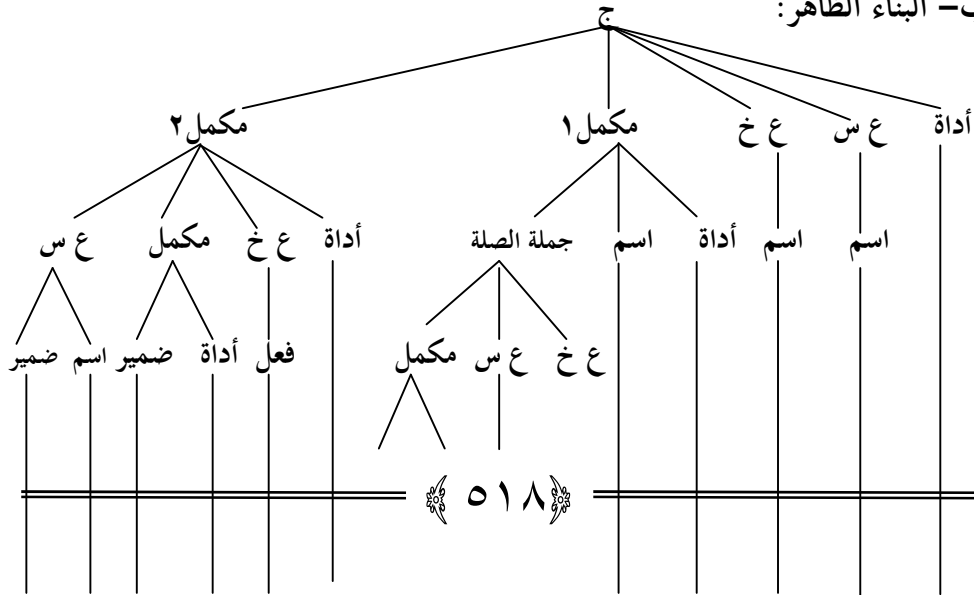 – البناء الظاهر:
ج
أداة ع س ع خ مكمل١ مكمل٢
اسم اسم أداة اسم جملة الصلة أداة ع خ مكمل ع س
ع خ ع س مكمل فعل أداة ضمير اسم ضمير
٥١٨